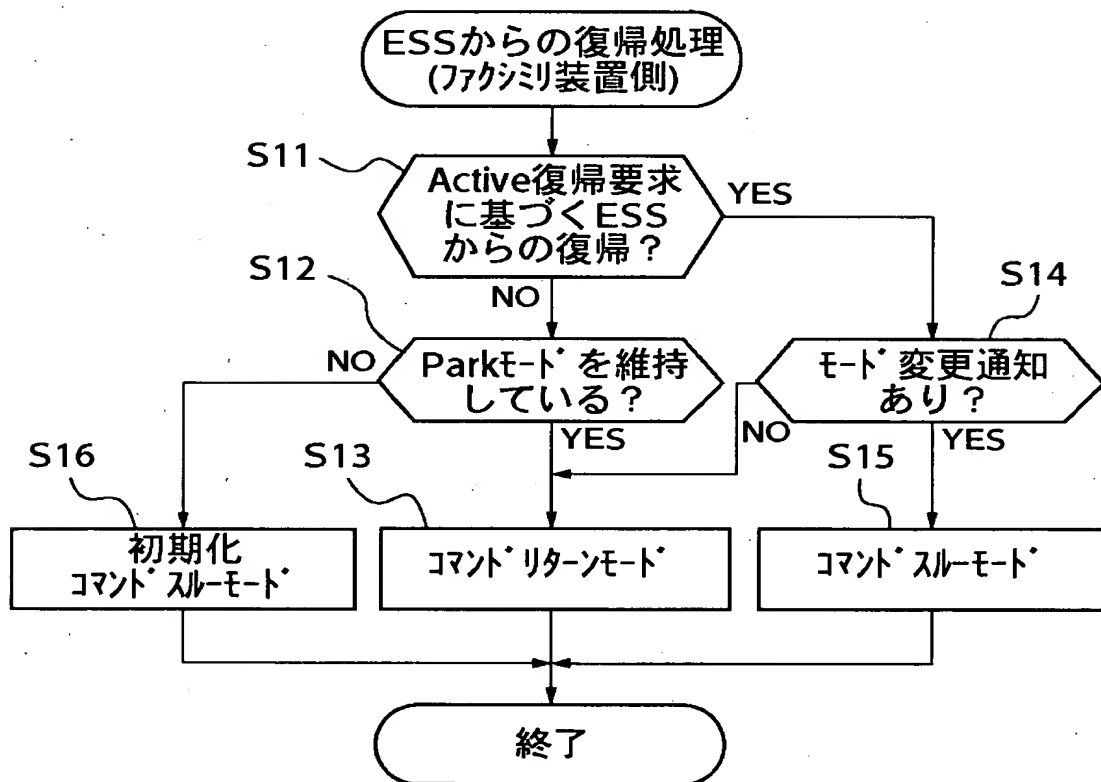 ESSからの復帰処理
(ﾌｧｸｼﾐﾘ装置側)
S11
Active復帰要求
に基づくESS
からの復帰？
YES
NO
S12
Parkﾓｰﾄﾞを維持
している？
NO
YES
S14
ﾓｰﾄﾞ変更通知
あり？
NO
YES
S16
初期化
ｺﾏﾝﾄﾞｽﾙｰﾓｰﾄﾞ
S13
ｺﾏﾝﾄﾞﾘﾀｰﾝﾓｰﾄﾞ
S15
ｺﾏﾝﾄﾞｽﾙｰﾓｰﾄﾞ
終了